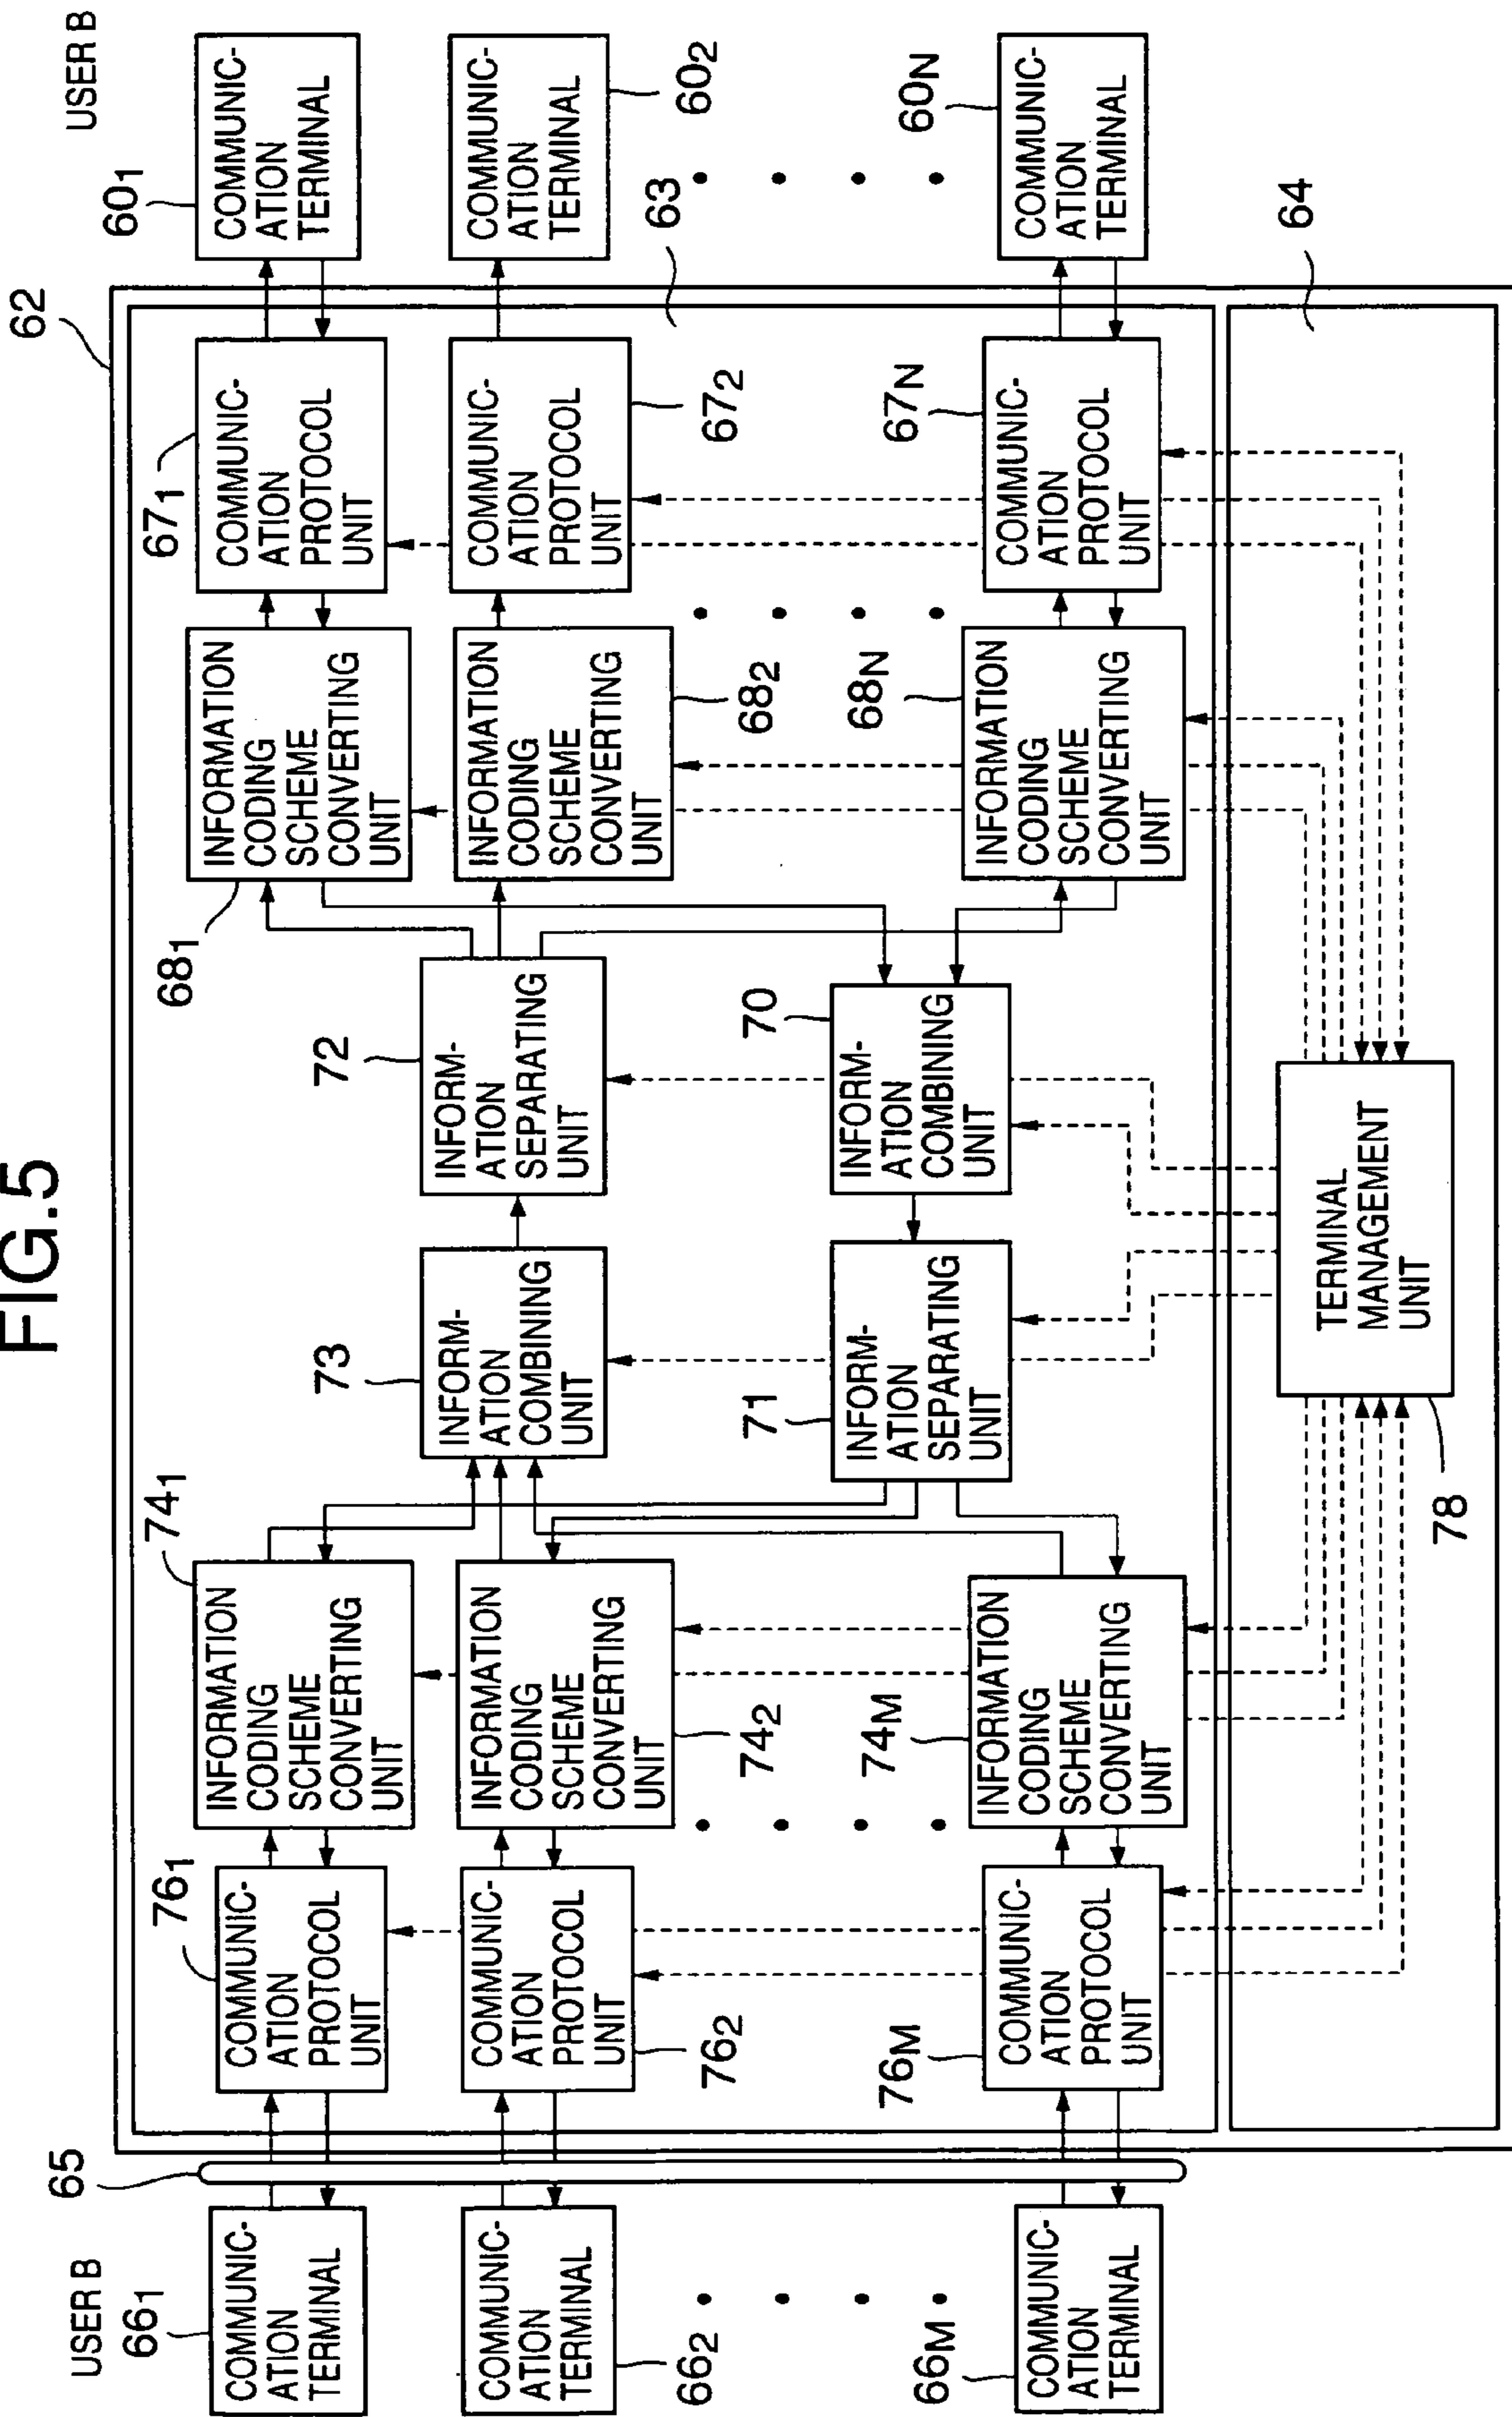 FIG.5
USER B
66₁
COMMUNIC-
ATION
TERMINAL
65
76₁
COMMUNIC-
ATION
PROTOCOL
UNIT
74₁
INFORMATION
CODING
SCHEME
CONVERTING
UNIT
73
INFORM-
ATION
COMBINING
UNIT
72
INFORM-
ATION
SEPARATING
UNIT
68₁
INFORMATION
CODING
SCHEME
CONVERTING
UNIT
67₁
COMMUNIC-
ATION
PROTOCOL
UNIT
62
60₁
USER B
COMMUNIC-
ATION
TERMINAL
COMMUNIC-
ATION
TERMINAL
66₂
COMMUNIC-
ATION
PROTOCOL
UNIT
76₂
INFORMATION
CODING
SCHEME
CONVERTING
UNIT
74₂
INFORMATION
CODING
SCHEME
CONVERTING
UNIT
68₂
COMMUNIC-
ATION
PROTOCOL
UNIT
67₂
63
COMMUNIC-
ATION
TERMINAL
60₂
66M
COMMUNIC-
ATION
TERMINAL
76M
COMMUNIC-
ATION
PROTOCOL
UNIT
74M
INFORMATION
CODING
SCHEME
CONVERTING
UNIT
71
INFORM-
ATION
SEPARATING
UNIT
70
INFORM-
ATION
COMBINING
UNIT
68N
INFORMATION
CODING
SCHEME
CONVERTING
UNIT
67N
COMMUNIC-
ATION
PROTOCOL
UNIT
60N
COMMUNIC-
ATION
TERMINAL
78
TERMINAL
MANAGEMENT
UNIT
64